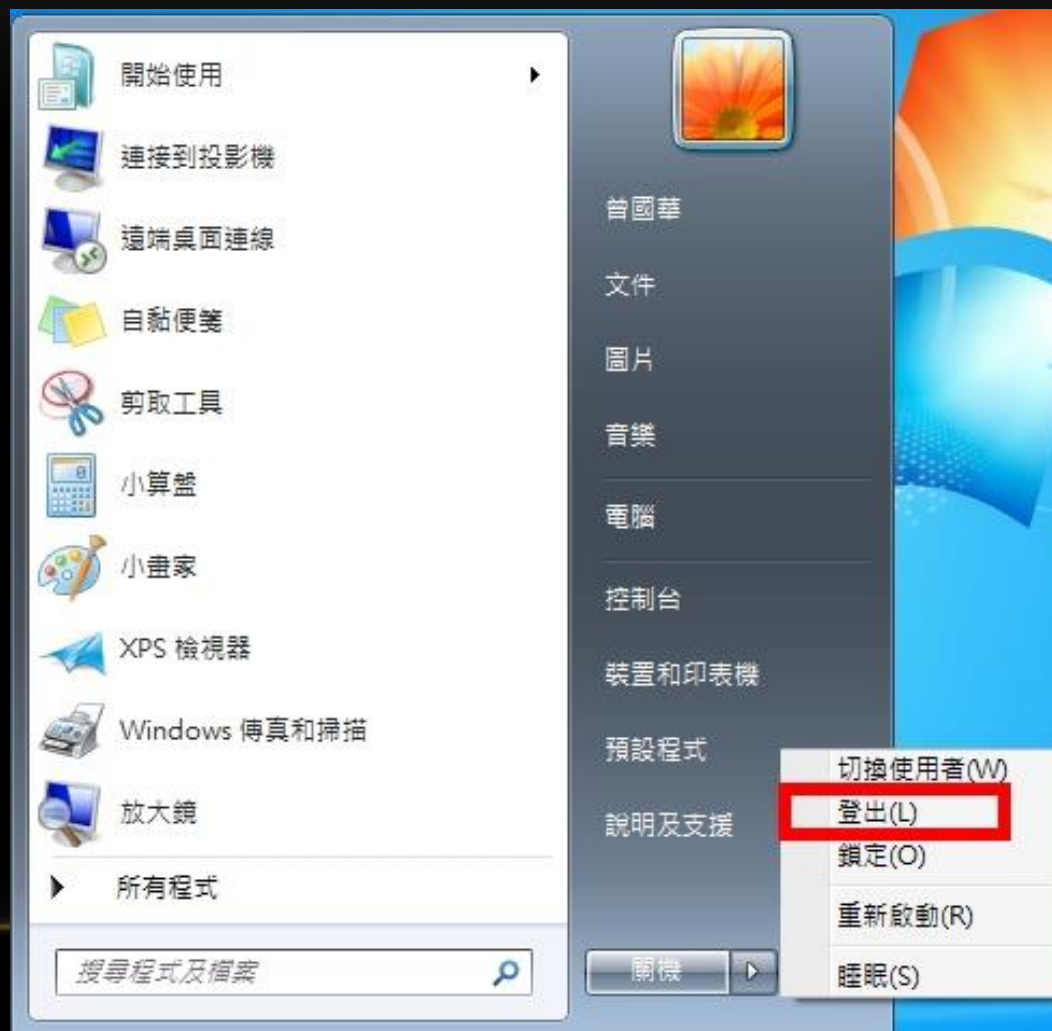 開始使用
連接到投影機
遠端桌面連線
自黏便箋
剪取工具
小算盤
小畫家
XPS 檢視器
Windows 傳真和掃描
放大鏡
所有程式
搜尋程式及檔案
曾國華
文件
圖片
音樂
電腦
控制台
裝置和印表機
預設程式
說明及支援
關機
切換使用者(W)
登出(L)
鎖定(O)
重新啟動(R)
睡眠(S)